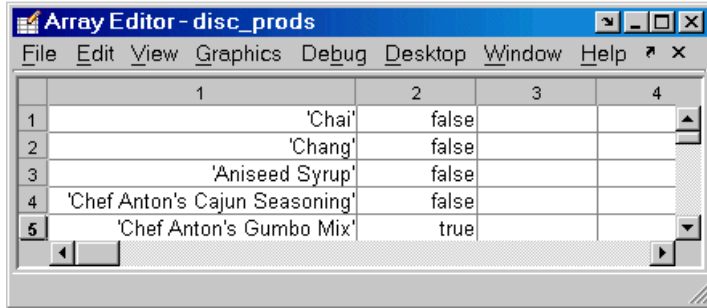 Array Editor - disc_prods
File Edit View Graphics Debug Desktop Window Help
1 2 3 4
1 'Chai' false
2 'Chang' false
3 'Aniseed Syrup' false
4 'Chef Anton's Cajun Seasoning' false
5 'Chef Anton's Gumbo Mix' true